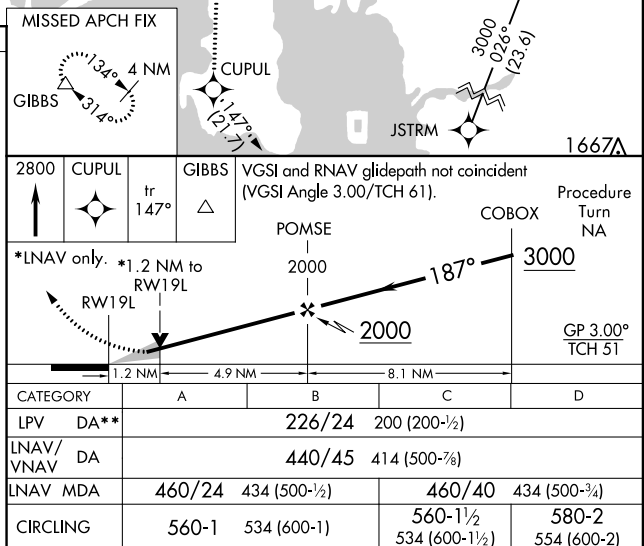 MISSED APCH FIX
134° 4 NM
GIBBS
314°
CUPUL
147°
(21.7)
3000
026°
(23.6)
JSTRM
1667
2800 CUPUL tr 147° GIBBS
VGSI and RNAV glidepath not coincident
(VGSI Angle 3.00/TCH 61).
Procedure
Turn
NA
*LNAV only.
*1.2 NM to
RW19L
RW19L
POMSE
2000
2000
COBOX
3000
187°
GP 3.00°
TCH 51
1.2 NM 4.9 NM 8.1 NM
CATEGORY A B C D
LPV DA** 226/24 200 (200-½)
LNAV/
VNAV DA 440/45 414 (500-⅞)
LNAV MDA 460/24 434 (500-½) 460/40 434 (500-¾)
CIRCLING 560-1 534 (600-1) 560-1½
534 (600-1½) 580-2
554 (600-2)